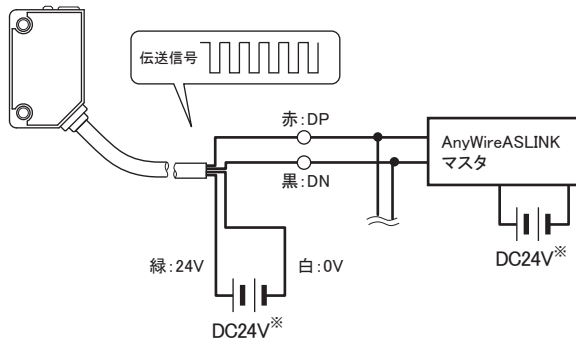 伝送信号
赤:DP
黒:DN
AnyWireASLINK
マスタ
緑:24V
白:0V
DC24V※
DC24V※